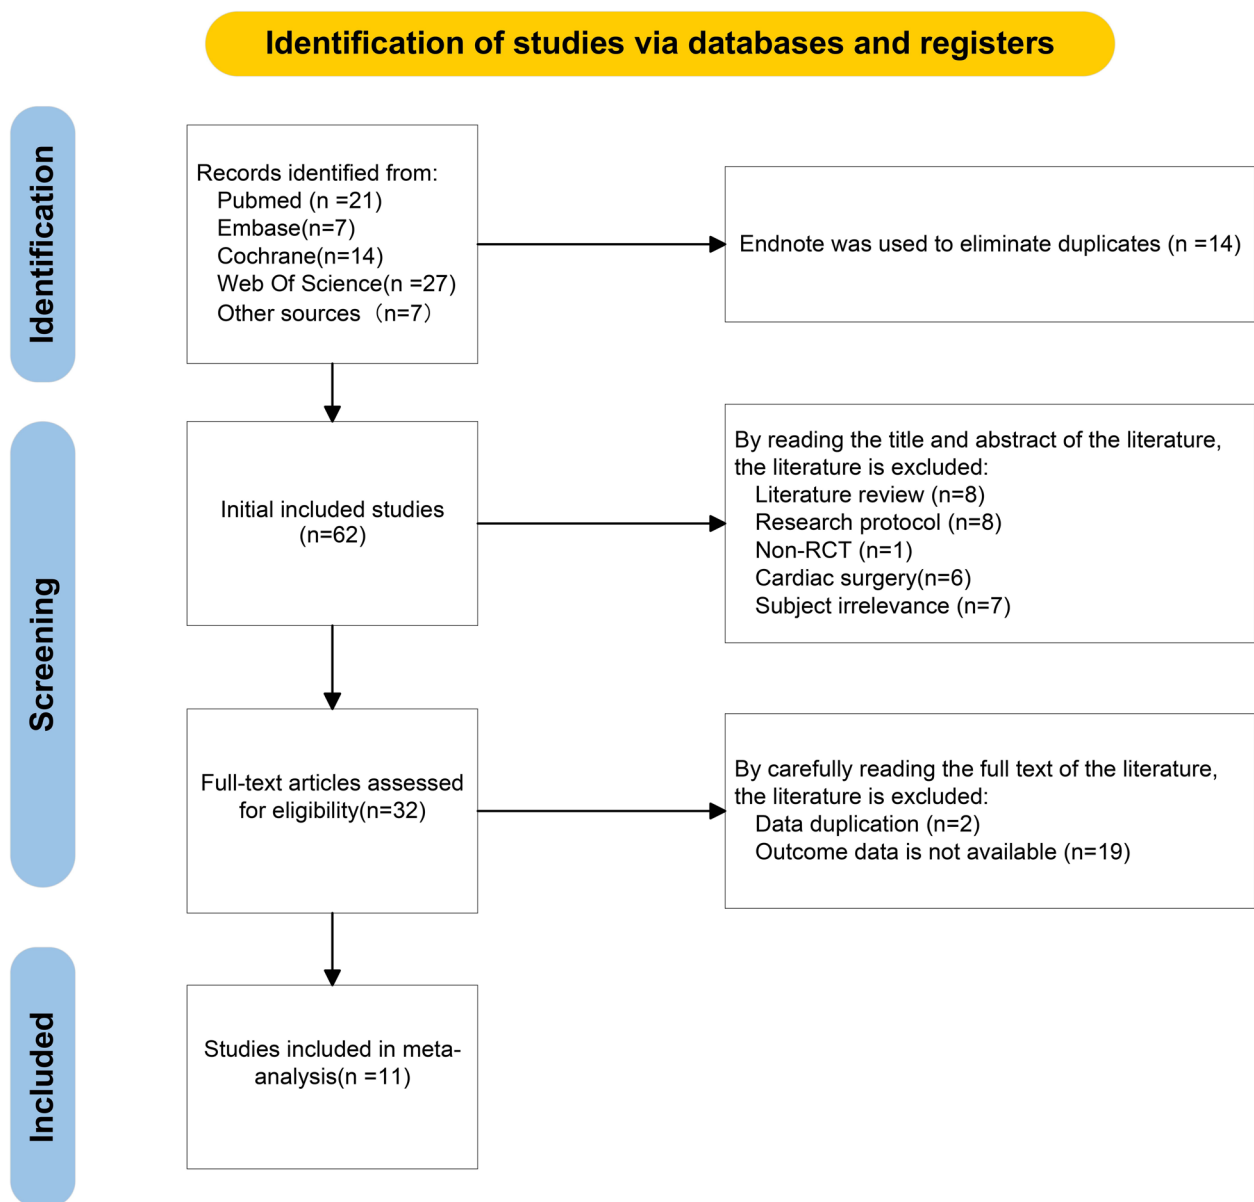 Identification of studies via databases and registers
Identification
Records identified from:
Pubmed (n =21)
Embase(n=7)
Cochrane(n=14)
Web Of Science(n =27)
Other sources（n=7）
Endnote was used to eliminate duplicates (n =14)
Screening
Initial included studies
(n=62)
By reading the title and abstract of the literature,
the literature is excluded:
Literature review (n=8)
Research protocol (n=8)
Non-RCT (n=1)
Cardiac surgery(n=6)
Subject irrelevance (n=7)
Full-text articles assessed
for eligibility(n=32)
By carefully reading the full text of the literature,
the literature is excluded:
Data duplication (n=2)
Outcome data is not available (n=19)
Included
Studies included in meta-
analysis(n =11)